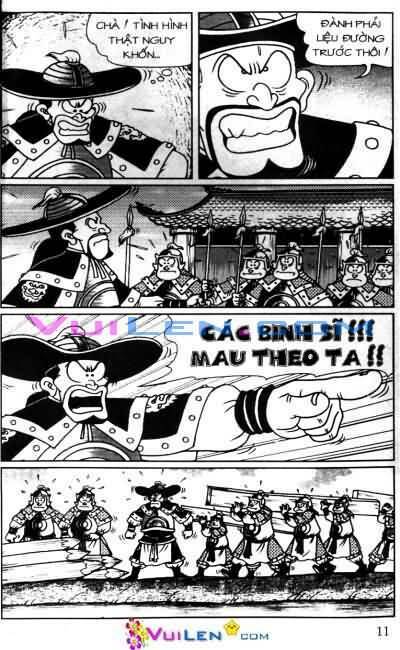 CHÀ ! TÌNH HÌNH
THẬT NGUY
KHỐN...
ĐÀNH PHẢI
LIỆU ĐƯỜNG
TRƯỚC THÔI !
CÁC BINH SĨ !!!
MAU THEO TA !!
11
VUILEN.COM